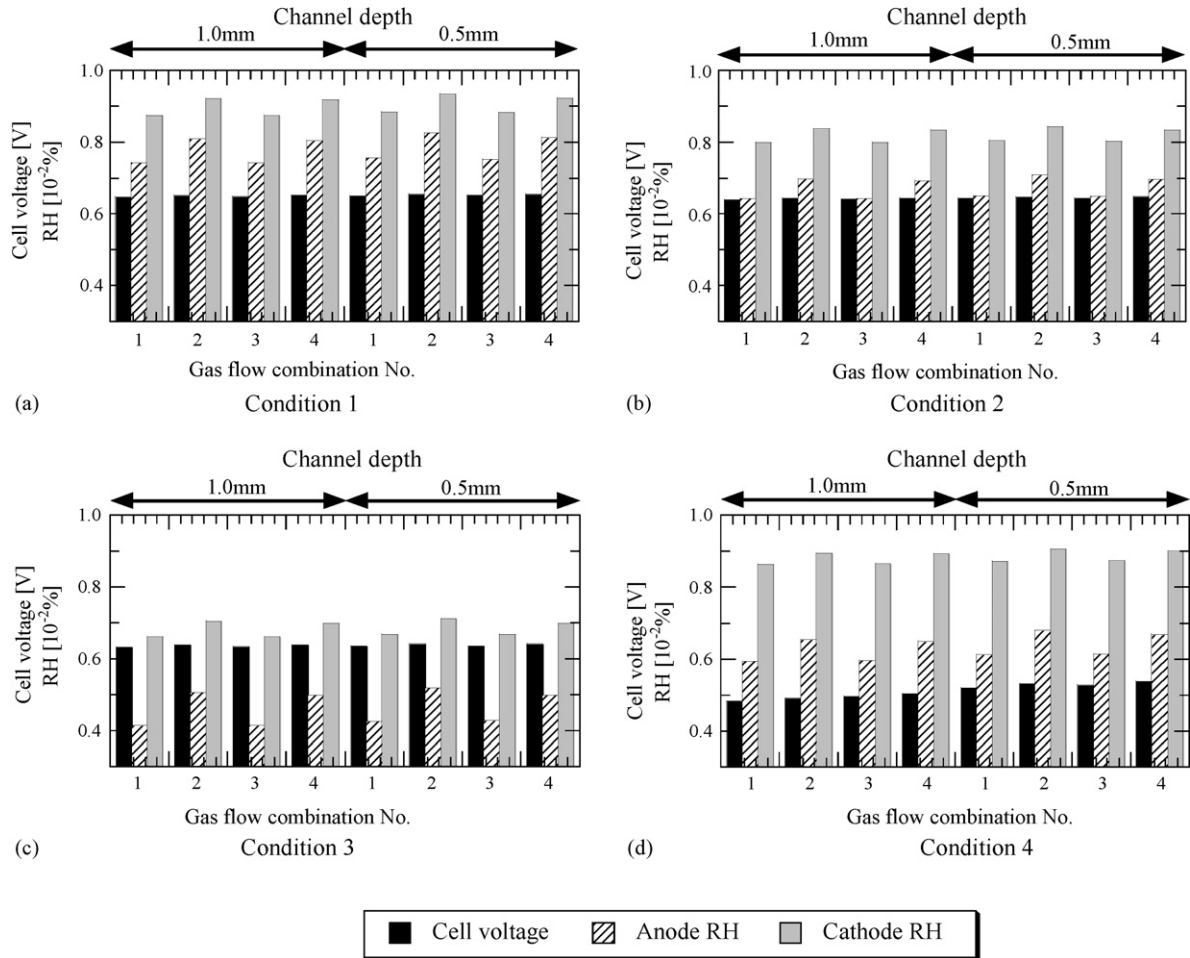 Channel depth
1.0mm 0.5mm
1.0
0.8
0.6
0.4
Cell voltage [V]
RH [10⁻²%]
1 2 3 4 1 2 3 4
Gas flow combination No.
(a) Condition 1
Channel depth
1.0mm 0.5mm
1.0
0.8
0.6
0.4
Cell voltage [V]
RH [10⁻²%]
1 2 3 4 1 2 3 4
Gas flow combination No.
(b) Condition 2
Channel depth
1.0mm 0.5mm
1.0
0.8
0.6
0.4
Cell voltage [V]
RH [10⁻²%]
1 2 3 4 1 2 3 4
Gas flow combination No.
(c) Condition 3
Channel depth
1.0mm 0.5mm
1.0
0.8
0.6
0.4
Cell voltage [V]
RH [10⁻²%]
1 2 3 4 1 2 3 4
Gas flow combination No.
(d) Condition 4
Cell voltage Anode RH Cathode RH